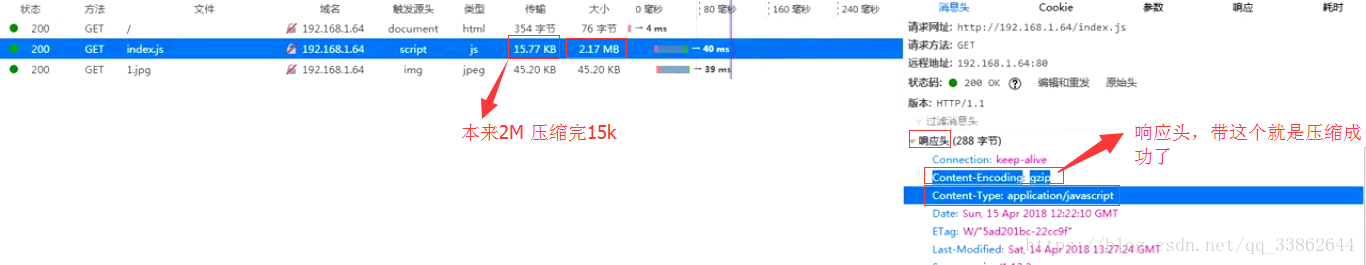 状态 方法 文件 域名 触发源头 类型 传输 大小 0 毫秒 80 毫秒 160 毫秒 240 毫秒
200 GET / 192.168.1.64 document html 354 字节 76 字节 → 4 ms
200 GET index.js 192.168.1.64 script js 15.77 KB 2.17 MB → 40 ms
200 GET 1.jpg 192.168.1.64 img jpeg 45.20 KB 45.20 KB → 39 ms
本来2M 压缩完15k
消息头 Cookie 参数 响应 耗时
请求网址: http://192.168.1.64/index.js
请求方法: GET
远程地址: 192.168.1.64:80
状态码: 200 OK ? 编辑和重发 原始头
版本: HTTP/1.1
过滤消息头
响应头 (288 字节)
Connection: keep-alive
Content-Encoding: gzip
Content-Type: application/javascript
Date: Sun, 15 Apr 2018 12:22:10 GMT
ETag: W/"5ad201bc-22cc9f"
Last-Modified: Sat, 14 Apr 2018 13:27:24 GMT
响应头，带这个就是压缩成
功了
https://blog.csdn.net/qq_33862644